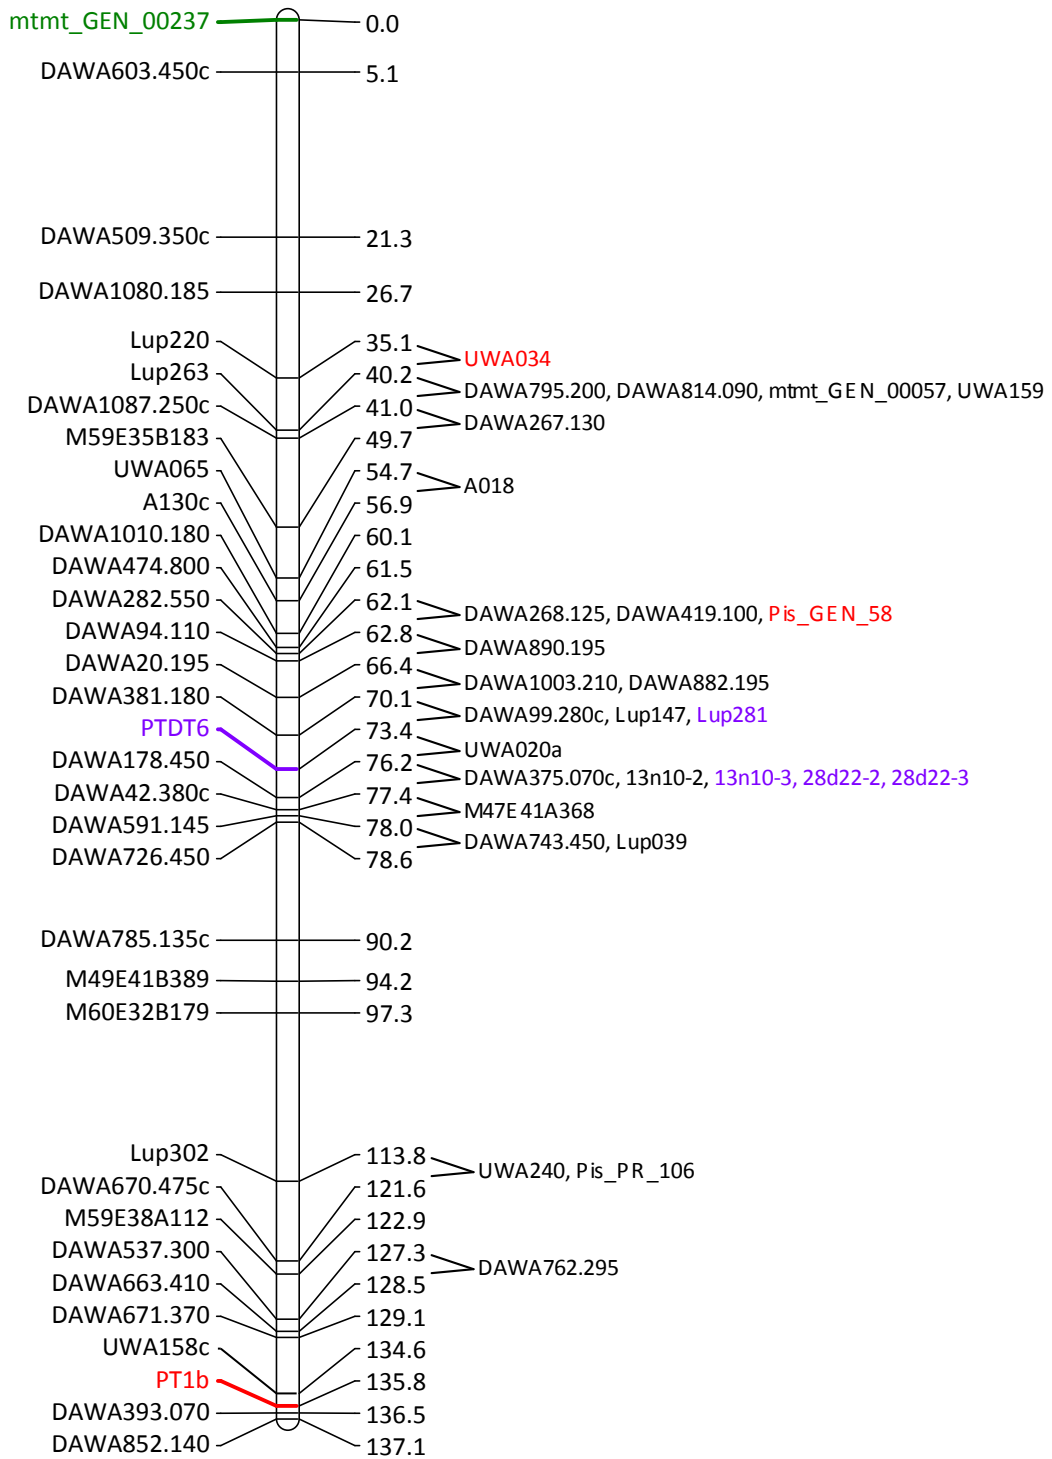 mtmt_GEN_00237 0.0
DAWA603.450c 5.1
DAWA509.350c 21.3
DAWA1080.185 26.7
Lup220 35.1
UWA034
Lup263 40.2
DAWA795.200, DAWA814.090, mtmt_GEN_00057, UWA159
DAWA1087.250c 41.0
DAWA267.130
M59E35B183 49.7
UWA065 54.7
A018
A130c 56.9
DAWA1010.180 60.1
DAWA474.800 61.5
DAWA282.550 62.1
DAWA268.125, DAWA419.100, Pis_GEN_58
DAWA94.110 62.8
DAWA890.195
DAWA20.195 66.4
DAWA1003.210, DAWA882.195
DAWA381.180 70.1
DAWA99.280c, Lup147, Lup281
PTDT6 73.4
UWA020a
DAWA178.450 76.2
DAWA375.070c, 13n10-2, 13n10-3, 28d22-2, 28d22-3
DAWA42.380c 77.4
M47E41A368
DAWA591.145 78.0
DAWA743.450, Lup039
DAWA726.450 78.6
DAWA785.135c 90.2
M49E41B389 94.2
M60E32B179 97.3
Lup302 113.8
UWA240, Pis_PR_106
DAWA670.475c 121.6
M59E38A112 122.9
DAWA537.300 127.3
DAWA762.295
DAWA663.410 128.5
DAWA671.370 129.1
UWA158c 134.6
PT1b 135.8
DAWA393.070 136.5
DAWA852.140 137.1